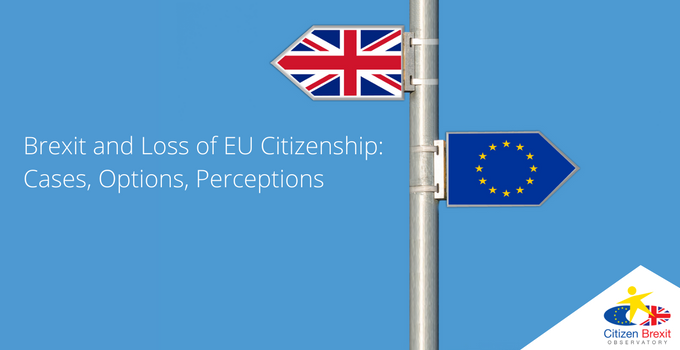 Brexit and Loss of EU Citizenship:
Cases, Options, Perceptions
Citizen Brexit
OBSERVATORY